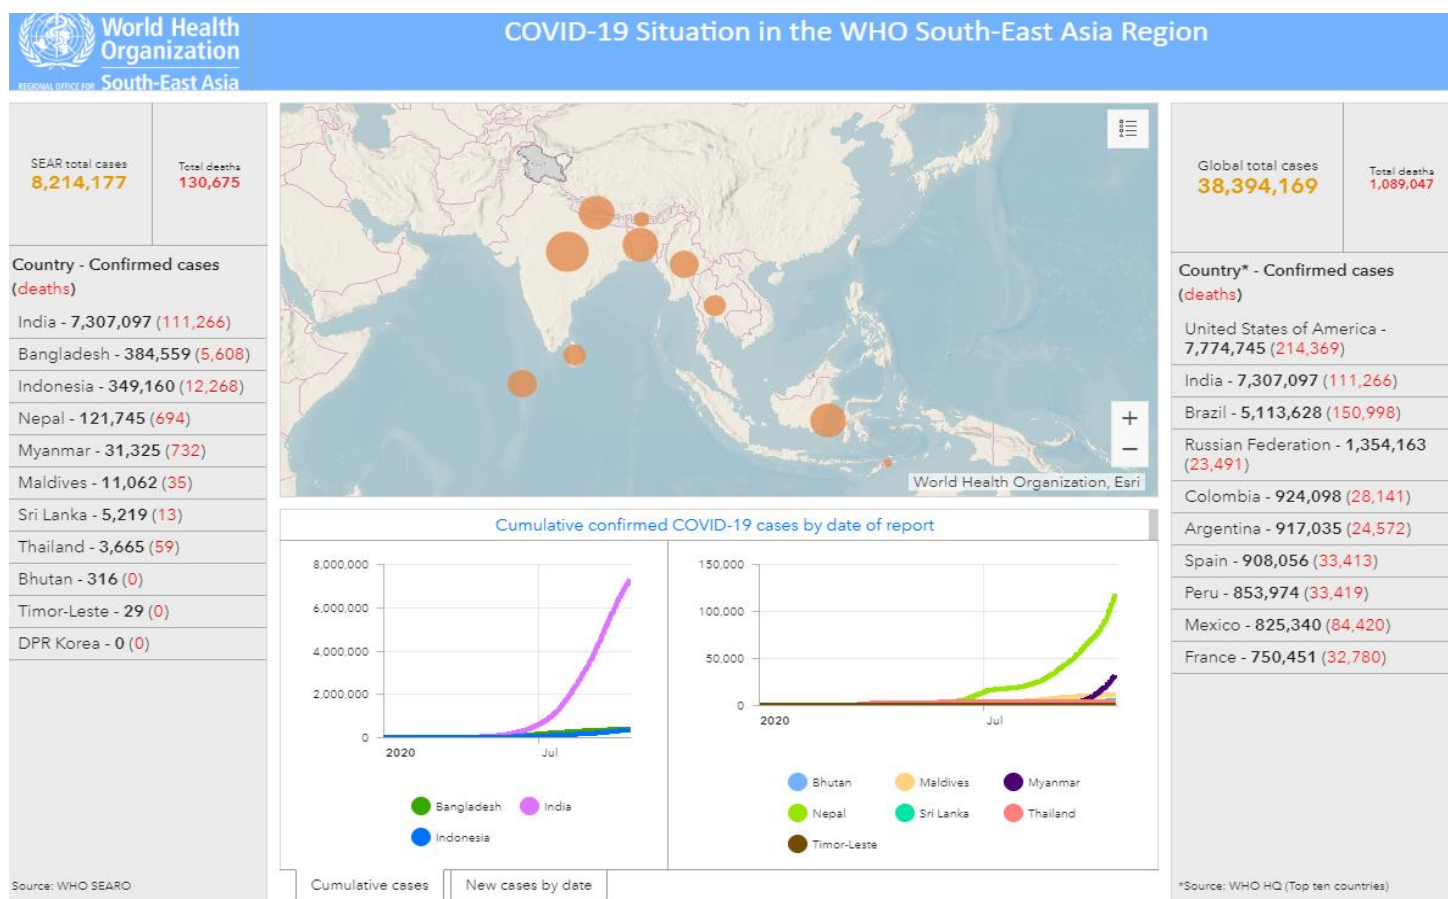 World Health
Organization
REGIONAL OFFICE FOR South-East Asia
COVID-19 Situation in the WHO South-East Asia Region
SEAR total cases
8,214,177
Total deaths
130,675
Country - Confirmed cases
(deaths)
India - 7,307,097 (111,266)
Bangladesh - 384,559 (5,608)
Indonesia - 349,160 (12,268)
Nepal - 121,745 (694)
Myanmar - 31,325 (732)
Maldives - 11,062 (35)
Sri Lanka - 5,219 (13)
Thailand - 3,665 (59)
Bhutan - 316 (0)
Timor-Leste - 29 (0)
DPR Korea - 0 (0)
Source: WHO SEARO
+
−
World Health Organization, Esri
Cumulative confirmed COVID-19 cases by date of report
8,000,000
6,000,000
4,000,000
2,000,000
0
2020
Jul
Bangladesh
India
Indonesia
150,000
100,000
50,000
0
2020
Jul
Bhutan
Maldives
Myanmar
Nepal
Sri Lanka
Thailand
Timor-Leste
Cumulative cases
New cases by date
Global total cases
38,394,169
Total deaths
1,089,047
Country* - Confirmed cases
(deaths)
United States of America -
7,774,745 (214,369)
India - 7,307,097 (111,266)
Brazil - 5,113,628 (150,998)
Russian Federation - 1,354,163
(23,491)
Colombia - 924,098 (28,141)
Argentina - 917,035 (24,572)
Spain - 908,056 (33,413)
Peru - 853,974 (33,419)
Mexico - 825,340 (84,420)
France - 750,451 (32,780)
*Source: WHO HQ (Top ten countries)